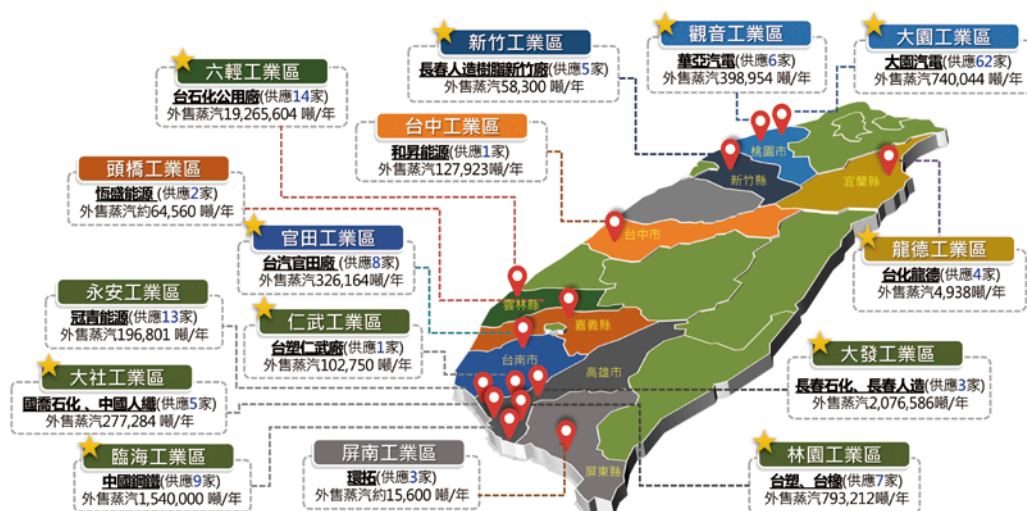 新竹工業區
長春人造樹脂新竹廠(供應5家)
外售蒸汽58,300 噸/年
觀音工業區
華亞汽電(供應6家)
外售蒸汽398,954 噸/年
大園工業區
大園汽電(供應62家)
外售蒸汽740,044 噸/年
六輕工業區
台石化公用廠(供應14家)
外售蒸汽19,265,604 噸/年
台中工業區
和昇能源(供應1家)
外售蒸汽127,923噸/年
頭橋工業區
恆盛能源 (供應2家)
外售蒸汽約64,560 噸/年
官田工業區
台汽官田廠 (供應8家)
外售蒸汽326,164噸/年
龍德工業區
台化龍德(供應4家)
外售蒸汽4,938噸/年
永安工業區
冠青能源(供應13家)
外售蒸汽196,801 噸/年
仁武工業區
台塑仁武廠(供應1家)
外售蒸汽102,750 噸/年
大發工業區
長春石化、長春人造(供應3家)
外售蒸汽2,076,586噸/年
大社工業區
國喬石化、中國人纖(供應5家)
外售蒸汽277,284 噸/年
臨海工業區
中國鋼鐵(供應9家)
外售蒸汽1,540,000 噸/年
屏南工業區
環拓(供應3家)
外售蒸汽約15,600 噸/年
林園工業區
台塑、台橡(供應7家)
外售蒸汽793,212噸/年
桃園市
新竹縣
宜蘭縣
台中市
雲林縣
嘉義縣
台南市
高雄市
屏東縣